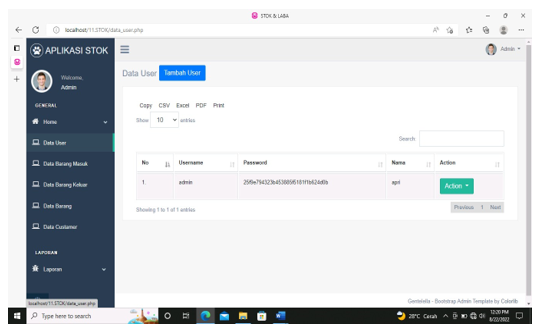 STOK & LABA
localhost/11.STOK/data_user.php
APLIKASI STOK
Admin
Welcome,
Admin
Data User Tambah User
GENERAL
Home
Data User
Data Barang Masuk
Data Barang Keluar
Data Barang
Data Customer
LAPORAN
Laporan
Copy CSV Excel PDF Print
Show 10 entries
Search
No Username Password Nama Action
1. admin apri Action
Showing 1 to 1 of 1 entries
Previous 1 Next
Gentelella - Bootstrap Admin Template by Colorlib
localhost/11.STOK/data_user.php
Type here to search
29°C Cerah
12:20 PM
6/22/2022